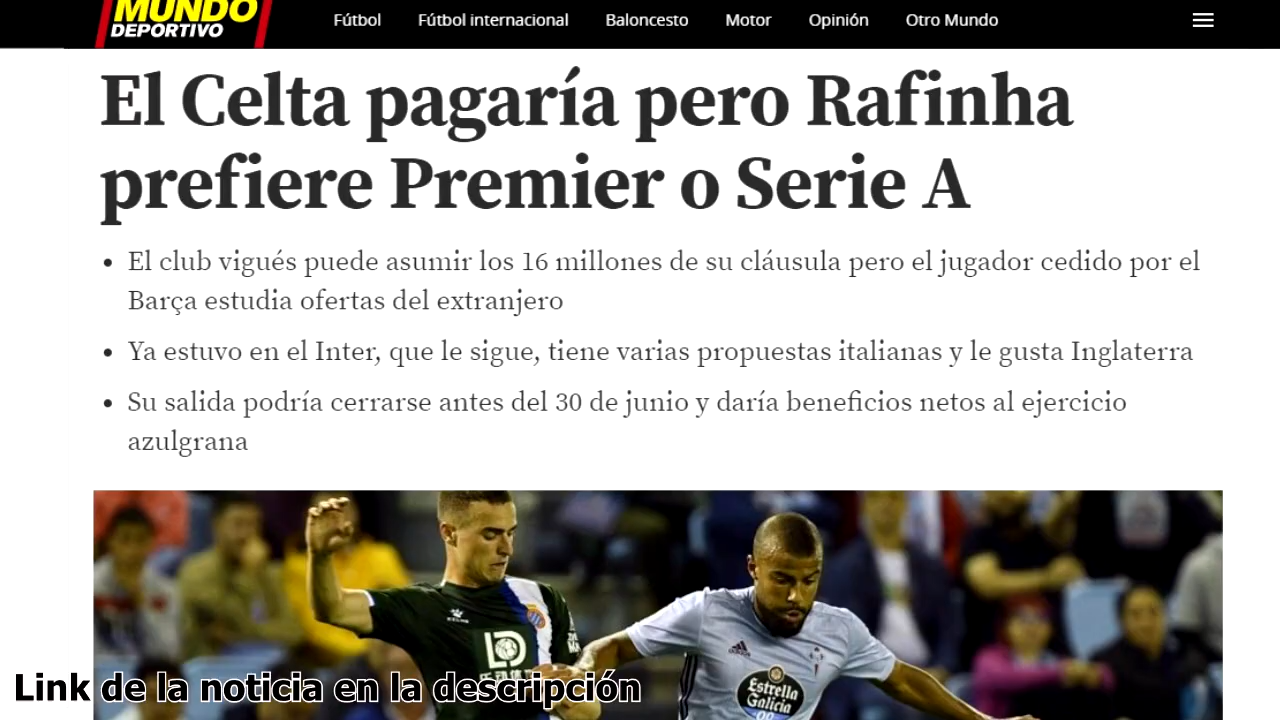 MUNDO
DEPORTIVO
Fútbol Fútbol internacional Baloncesto Motor Opinión Otro Mundo
El Celta pagaría pero Rafinha
prefiere Premier o Serie A
• El club vigués puede asumir los 16 millones de su cláusula pero el jugador cedido por el
Barça estudia ofertas del extranjero
• Ya estuvo en el Inter, que le sigue, tiene varias propuestas italianas y le gusta Inglaterra
• Su salida podría cerrarse antes del 30 de junio y daría beneficios netos al ejercicio
azulgrana
KELME
LD
Estrella
Galicia
Link de la noticia en la descripción